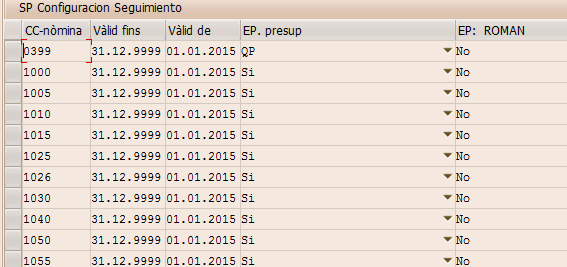 SP Configuracion Seguimiento
CC-nòmina Vàlid fins Vàlid de EP. presup EP: ROMAN
0399 31.12.9999 01.01.2015 QP No
1000 31.12.9999 01.01.2015 Si No
1005 31.12.9999 01.01.2015 Si No
1010 31.12.9999 01.01.2015 Si No
1015 31.12.9999 01.01.2015 Si No
1025 31.12.9999 01.01.2015 Si No
1026 31.12.9999 01.01.2015 Si No
1030 31.12.9999 01.01.2015 Si No
1040 31.12.9999 01.01.2015 Si No
1050 31.12.9999 01.01.2015 Si No
1055 31.12.9999 01.01.2015 Si No